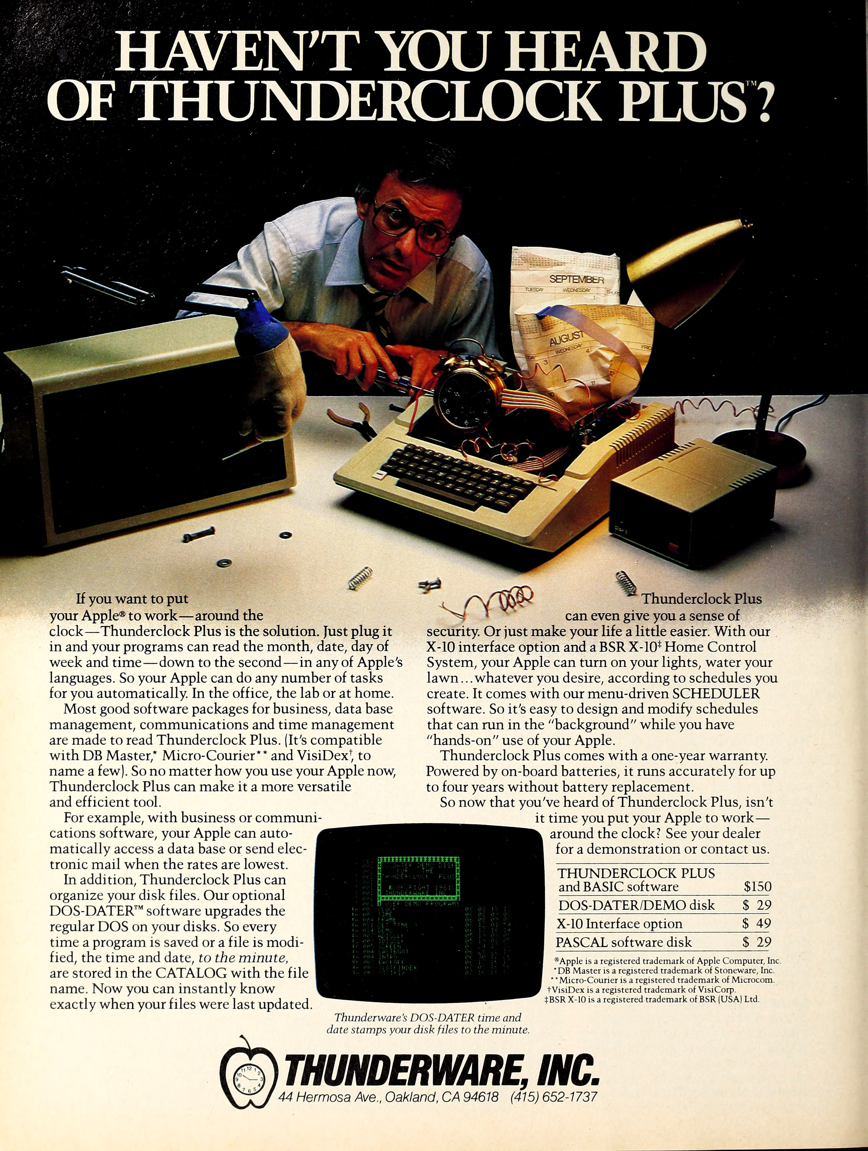 HAVEN'T YOU HEARD
OF THUNDERCLOCK PLUS™?
SEPTEMBER
TUESDAY WEDNESDAY
AUGUST
WEDNESDAY
If you want to put
your Apple® to work—around the
clock—Thunderclock Plus is the solution. Just plug it
in and your programs can read the month, date, day of
week and time—down to the second—in any of Apple's
languages. So your Apple can do any number of tasks
for you automatically. In the office, the lab or at home.
Most good software packages for business, data base
management, communications and time management
are made to read Thunderclock Plus. (It's compatible
with DB Master,* Micro-Courier** and VisiDex†, to
name a few). So no matter how you use your Apple now,
Thunderclock Plus can make it a more versatile
and efficient tool.
For example, with business or communi-
cations software, your Apple can auto-
matically access a data base or send elec-
tronic mail when the rates are lowest.
In addition, Thunderclock Plus can
organize your disk files. Our optional
DOS-DATER™ software upgrades the
regular DOS on your disks. So every
time a program is saved or a file is modi-
fied, the time and date, to the minute,
are stored in the CATALOG with the file
name. Now you can instantly know
exactly when your files were last updated.
Thunderclock Plus
can even give you a sense of
security. Or just make your life a little easier. With our
X-10 interface option and a BSR X-10‡ Home Control
System, your Apple can turn on your lights, water your
lawn...whatever you desire, according to schedules you
create. It comes with our menu-driven SCHEDULER
software. So it's easy to design and modify schedules
that can run in the "background" while you have
"hands-on" use of your Apple.
Thunderclock Plus comes with a one-year warranty.
Powered by on-board batteries, it runs accurately for up
to four years without battery replacement.
So now that you've heard of Thunderclock Plus, isn't
it time you put your Apple to work—
around the clock? See your dealer
for a demonstration or contact us.
THUNDERCLOCK PLUS
and BASIC software $150
DOS-DATER/DEMO disk $ 29
X-10 Interface option $ 49
PASCAL software disk $ 29
®Apple is a registered trademark of Apple Computer, Inc.
*DB Master is a registered trademark of Stoneware, Inc.
**Micro-Courier is a registered trademark of Microcom.
†VisiDex is a registered trademark of VisiCorp.
‡BSR X-10 is a registered trademark of BSR (USA) Ltd.
Thunderware's DOS-DATER time and
date stamps your disk files to the minute.
THUNDERWARE, INC.
44 Hermosa Ave., Oakland, CA 94618 (415) 652-1737